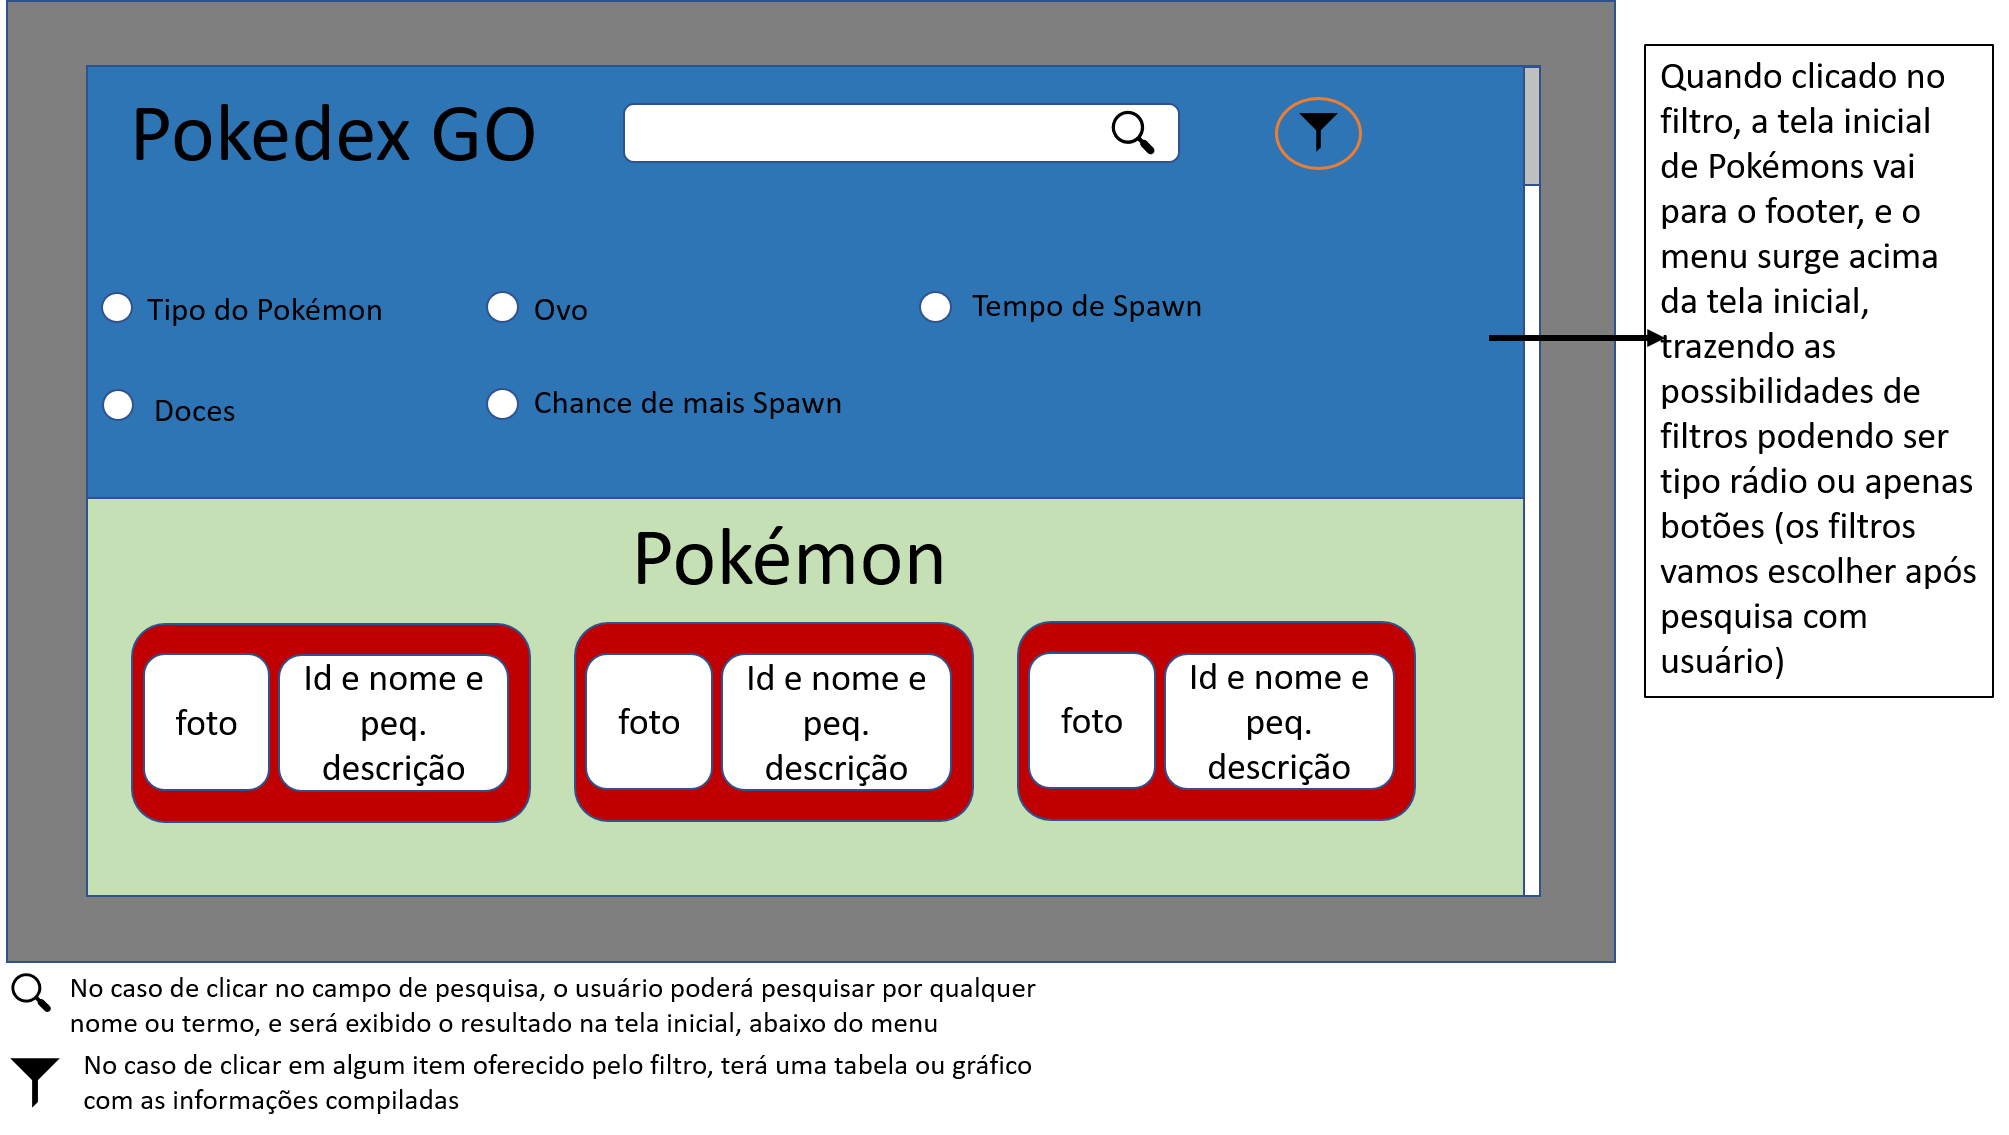 Pokedex GO
Tipo do Pokémon
Ovo
Tempo de Spawn
Doces
Chance de mais Spawn
Pokémon
foto
Id e nome e
peq.
descrição
foto
Id e nome e
peq.
descrição
foto
Id e nome e
peq.
descrição
Quando clicado no
filtro, a tela inicial
de Pokémons vai
para o footer, e o
menu surge acima
da tela inicial,
trazendo as
possibilidades de
filtros podendo ser
tipo rádio ou apenas
botões (os filtros
vamos escolher após
pesquisa com
usuário)
No caso de clicar no campo de pesquisa, o usuário poderá pesquisar por qualquer
nome ou termo, e será exibido o resultado na tela inicial, abaixo do menu
No caso de clicar em algum item oferecido pelo filtro, terá uma tabela ou gráfico
com as informações compiladas